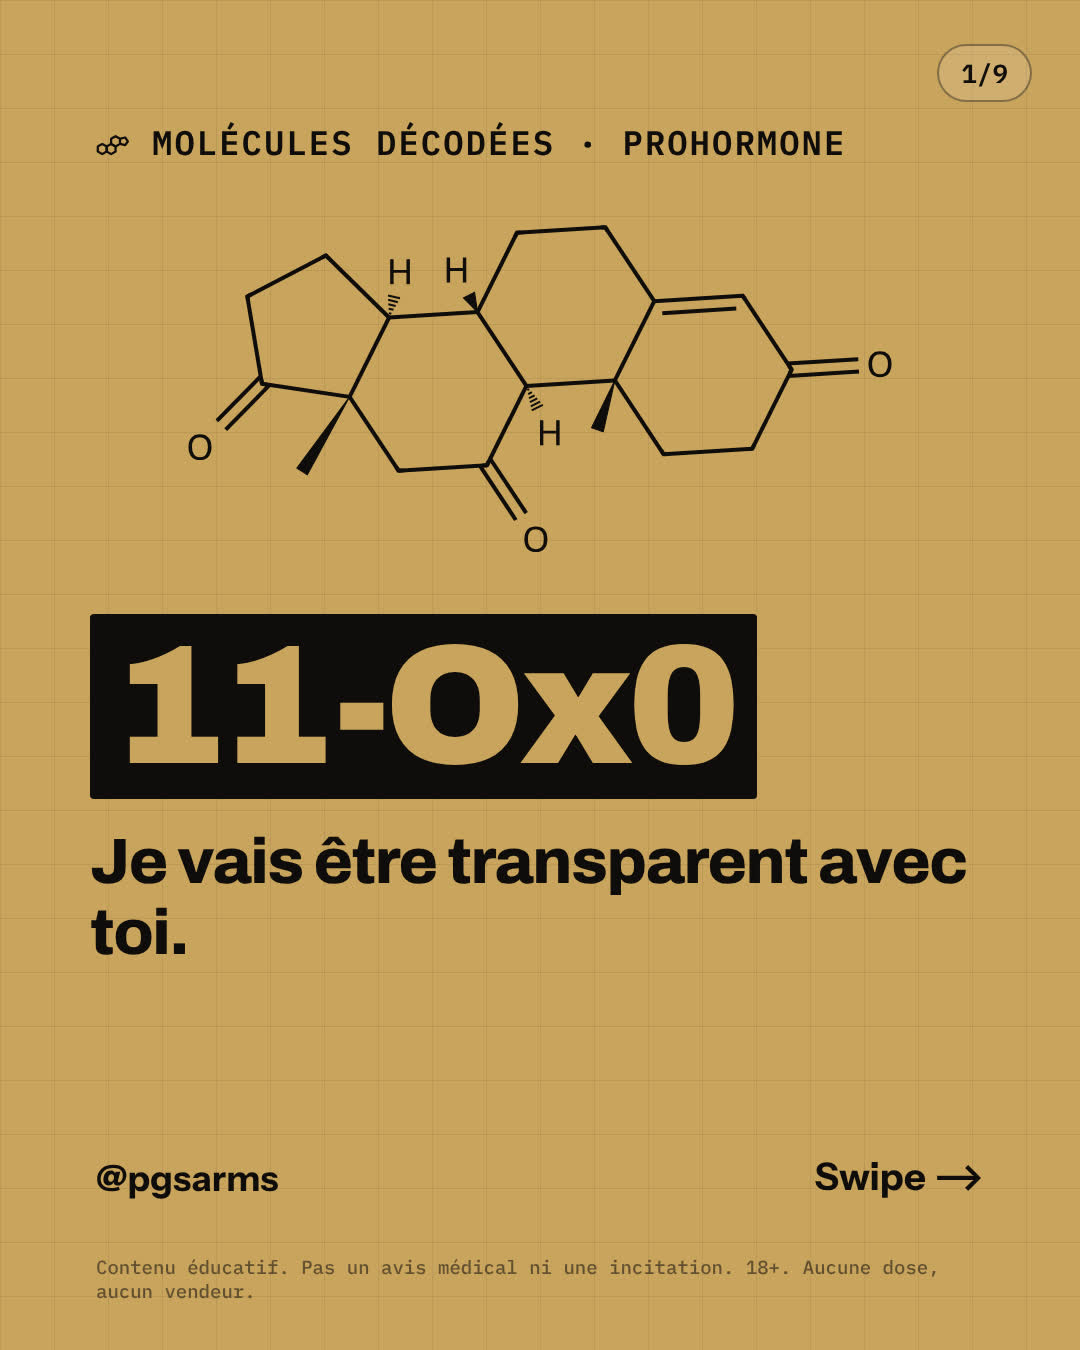 1/9
MOLÉCULES DÉCODÉES · PROHORMONE
H H
O
O
H
O
11-Ox0
Je vais être transparent avec
toi.
@pgsarms
Swipe →
Contenu éducatif. Pas un avis médical ni une incitation. 18+. Aucune dose,
aucun vendeur.